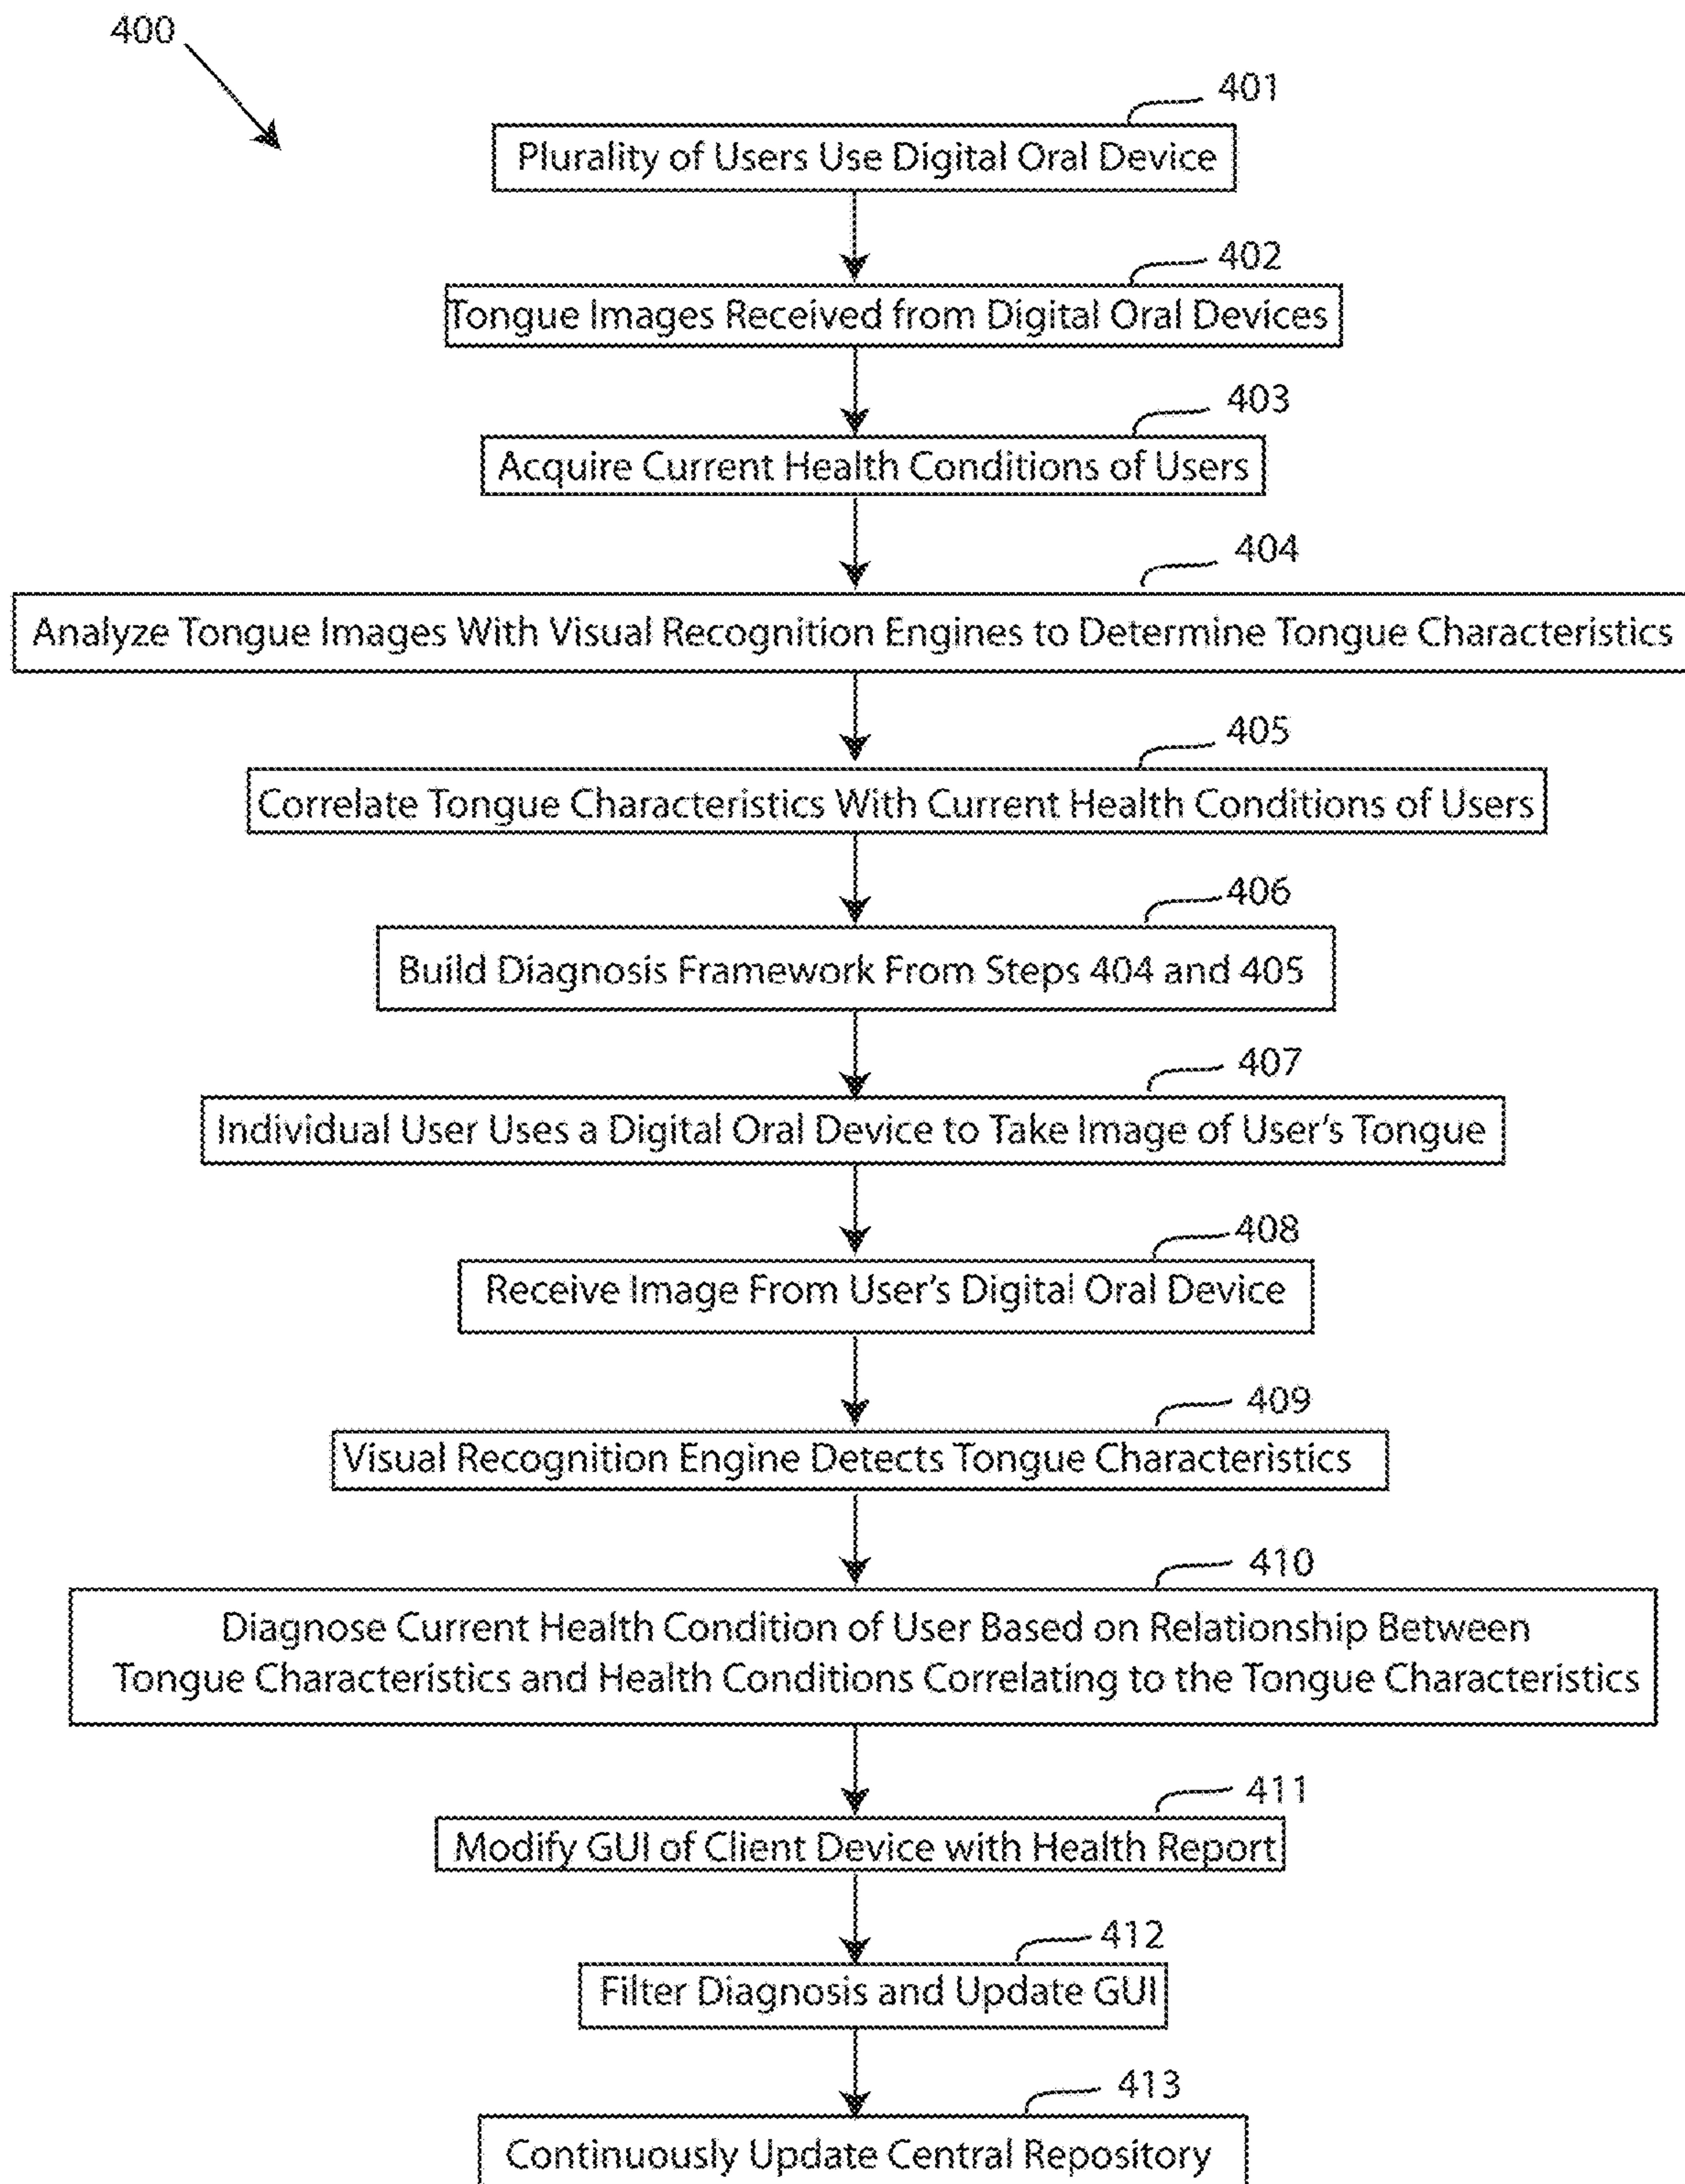 400
401
Plurality of Users Use Digital Oral Device
402
Tongue Images Received from Digital Oral Devices
403
Acquire Current Health Conditions of Users
404
Analyze Tongue Images With Visual Recognition Engines to Determine Tongue Characteristics
405
Correlate Tongue Characteristics With Current Health Conditions of Users
406
Build Diagnosis Framework From Steps 404 and 405
407
Individual User Uses a Digital Oral Device to Take Image of User's Tongue
408
Receive Image From User's Digital Oral Device
409
Visual Recognition Engine Detects Tongue Characteristics
410
Diagnose Current Health Condition of User Based on Relationship Between
Tongue Characteristics and Health Conditions Correlating to the Tongue Characteristics
411
Modify GUI of Client Device with Health Report
412
Filter Diagnosis and Update GUI
413
Continuously Update Central Repository